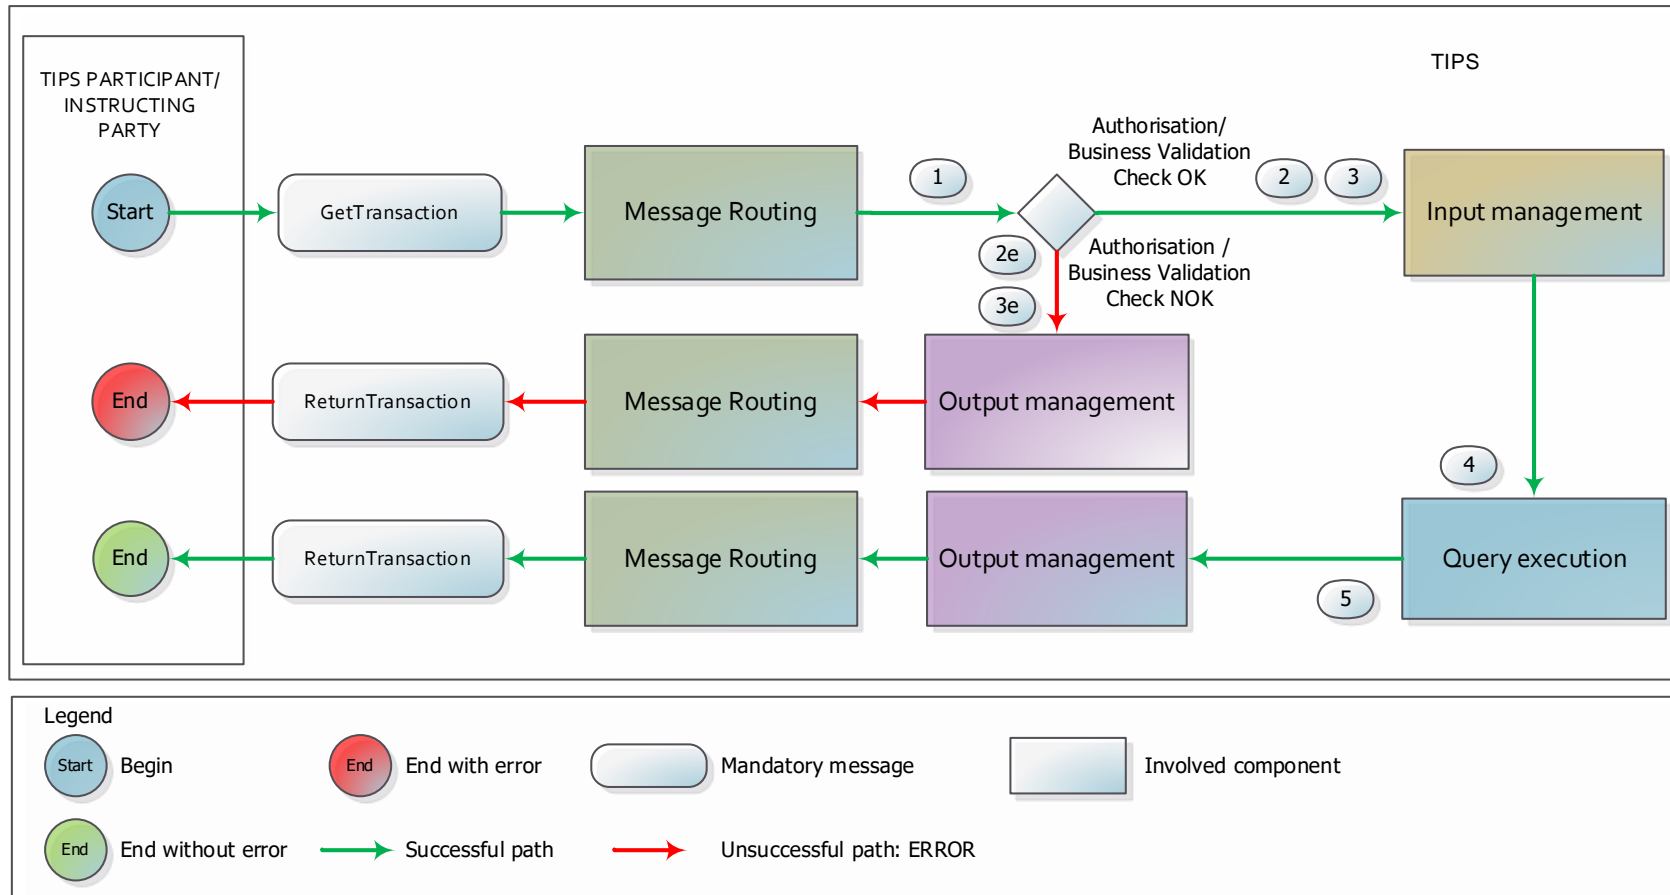 TIPS PARTICIPANT/
INSTRUCTING
PARTY
TIPS
Start
GetTransaction
Message Routing
1
Authorisation/
Business Validation
Check OK
2
3
Input management
2e
3e
Authorisation /
Business Validation
Check NOK
End
ReturnTransaction
Message Routing
Output management
4
End
ReturnTransaction
Message Routing
Output management
5
Query execution
Legend
Start
Begin
End
End with error
Mandatory message
Involved component
End
End without error
Successful path
Unsuccessful path: ERROR